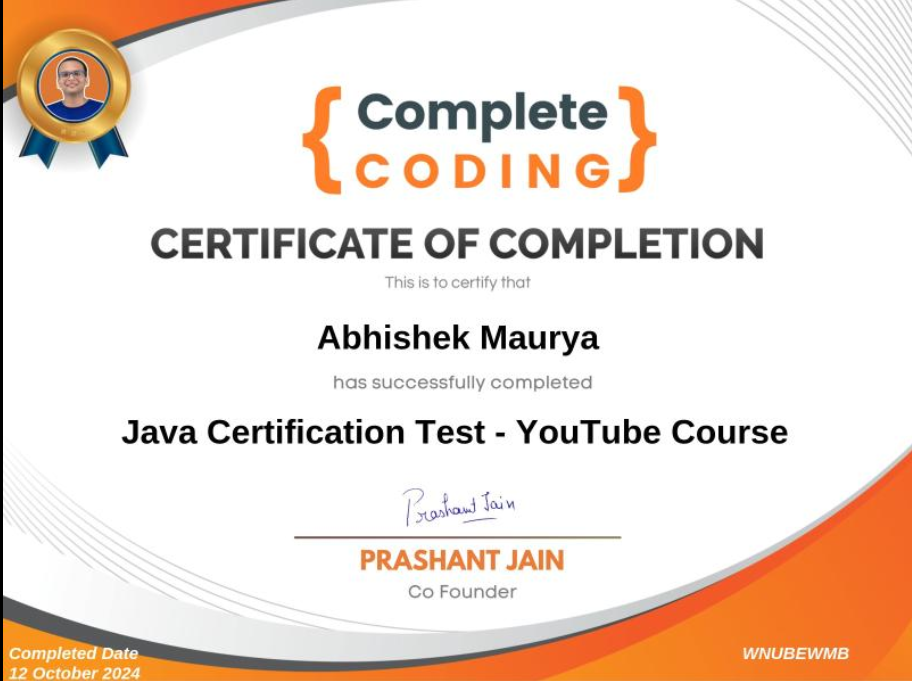 { Complete
CODING }
CERTIFICATE OF COMPLETION
This is to certify that
Abhishek Maurya
has successfully completed
Java Certification Test - YouTube Course
Prashant Jain
PRASHANT JAIN
Co Founder
Completed Date
12 October 2024
WNUBEWMB